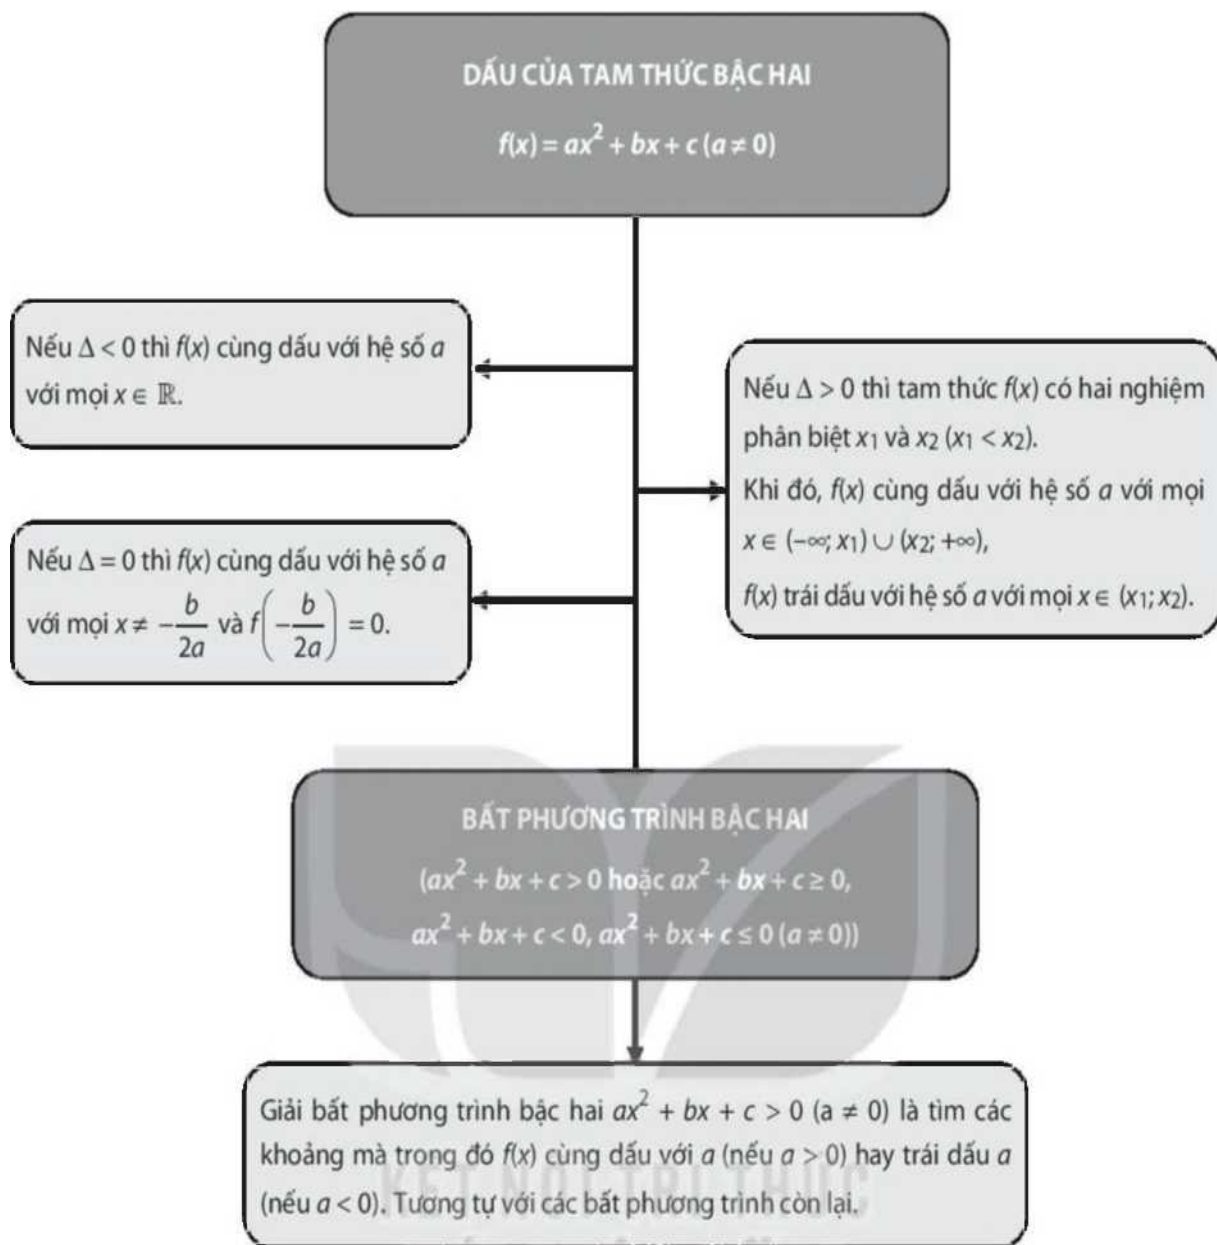 DẤU CỦA TAM THỨC BẬC HAI
f(x) = ax² + bx + c (a ≠ 0)
Nếu Δ < 0 thì f(x) cùng dấu với hệ số a
với mọi x ∈ ℝ.
Nếu Δ > 0 thì tam thức f(x) có hai nghiệm
phân biệt x₁ và x₂ (x₁ < x₂).
Khi đó, f(x) cùng dấu với hệ số a với mọi
x ∈ (−∞; x₁) ∪ (x₂; +∞),
f(x) trái dấu với hệ số a với mọi x ∈ (x₁; x₂).
Nếu Δ = 0 thì f(x) cùng dấu với hệ số a
với mọi x ≠ −b/2a và f(−b/2a) = 0.
BẤT PHƯƠNG TRÌNH BẬC HAI
(ax² + bx + c > 0 hoặc ax² + bx + c ≥ 0,
ax² + bx + c < 0, ax² + bx + c ≤ 0 (a ≠ 0))
Giải bất phương trình bậc hai ax² + bx + c > 0 (a ≠ 0) là tìm các
khoảng mà trong đó f(x) cùng dấu với a (nếu a > 0) hay trái dấu a
(nếu a < 0). Tương tự với các bất phương trình còn lại.
KẾT NỐI TRI THỨC